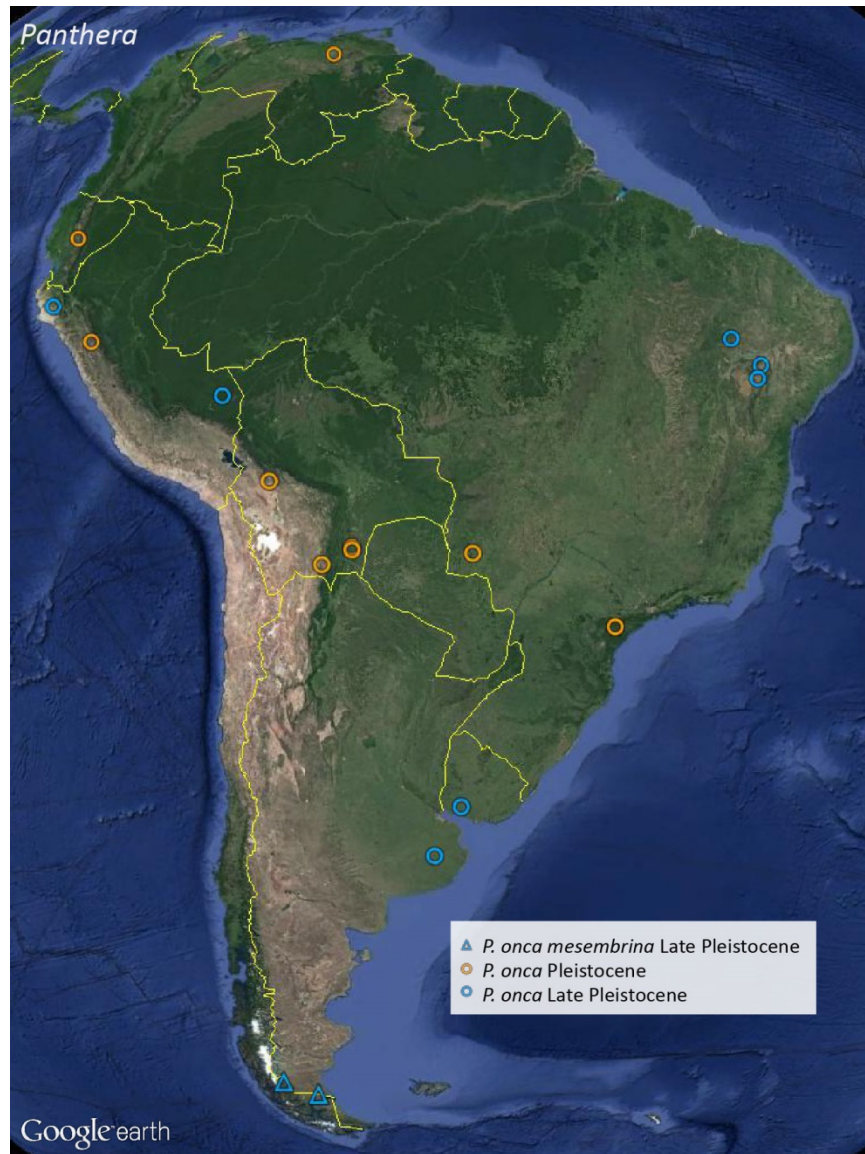 Panthera
P. onca mesembrina Late Pleistocene
P. onca Pleistocene
P. onca Late Pleistocene
Google earth